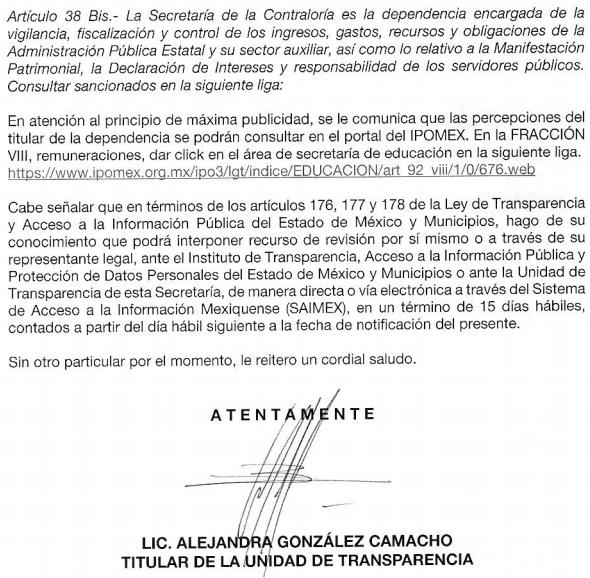 Artículo 38 Bis.- La Secretaría de la Contraloría es la dependencia encargada de la
vigilancia, fiscalización y control de los ingresos, gastos, recursos y obligaciones de la
Administración Pública Estatal y su sector auxiliar, así como lo relativo a la Manifestación
Patrimonial, la Declaración de Intereses y responsabilidad de los servidores públicos.
Consultar sancionados en la siguiente liga:
En atención al principio de máxima publicidad, se le comunica que las percepciones del
titular de la dependencia se podrán consultar en el portal del IPOMEX. En la FRACCIÓN
VIII, remuneraciones, dar click en el área de secretaría de educación en la siguiente liga.
https://www.ipomex.org.mx/ipo3/lgt/indice/EDUCACION/art_92_viii/1/0/676.web
Cabe señalar que en términos de los artículos 176, 177 y 178 de la Ley de Transparencia
y Acceso a la Información Pública del Estado de México y Municipios, hago de su
conocimiento que podrá interponer recurso de revisión por sí mismo o a través de su
representante legal, ante el Instituto de Transparencia, Acceso a la Información Pública y
Protección de Datos Personales del Estado de México y Municipios o ante la Unidad de
Transparencia de esta Secretaría, de manera directa o vía electrónica a través del Sistema
de Acceso a la Información Mexiquense (SAIMEX), en un término de 15 días hábiles,
contados a partir del día hábil siguiente a la fecha de notificación del presente.
Sin otro particular por el momento, le reitero un cordial saludo.
ATENTAMENTE
LIC. ALEJANDRA GONZÁLEZ CAMACHO
TITULAR DE LA UNIDAD DE TRANSPARENCIA